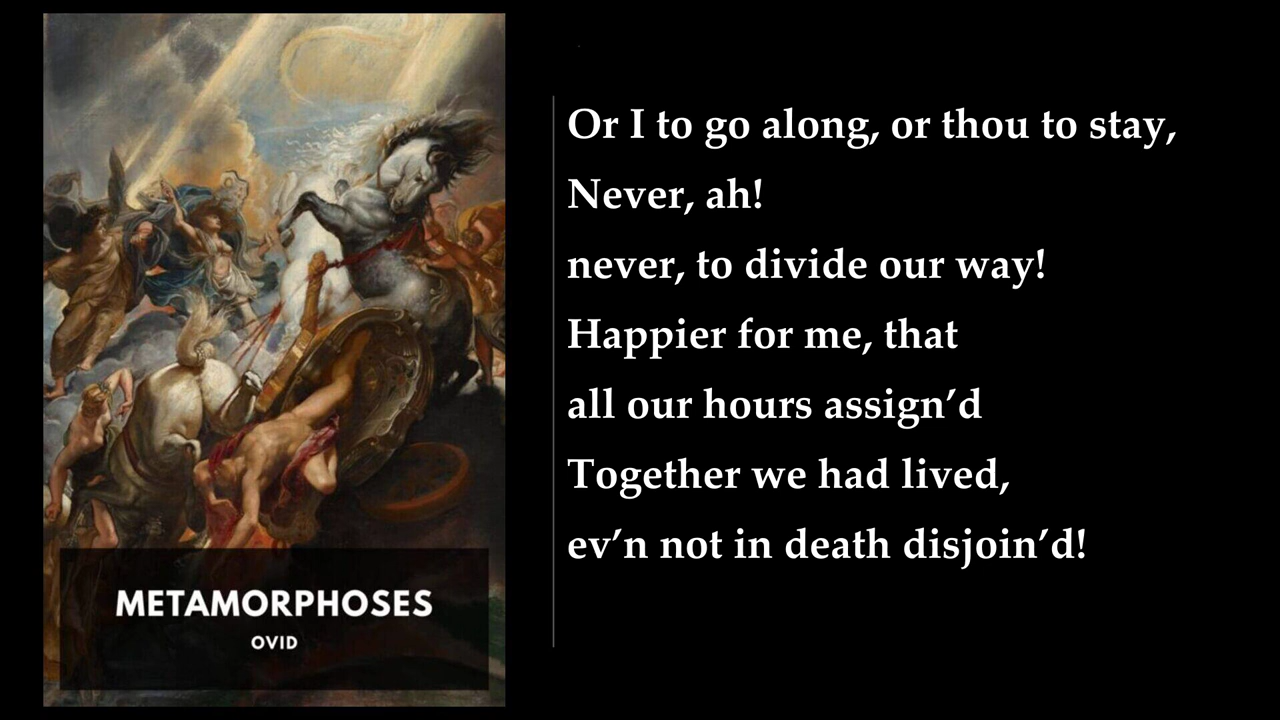 METAMORPHOSES
OVID
Or I to go along, or thou to stay,
Never, ah!
never, to divide our way!
Happier for me, that
all our hours assign’d
Together we had lived,
ev’n not in death disjoin’d!